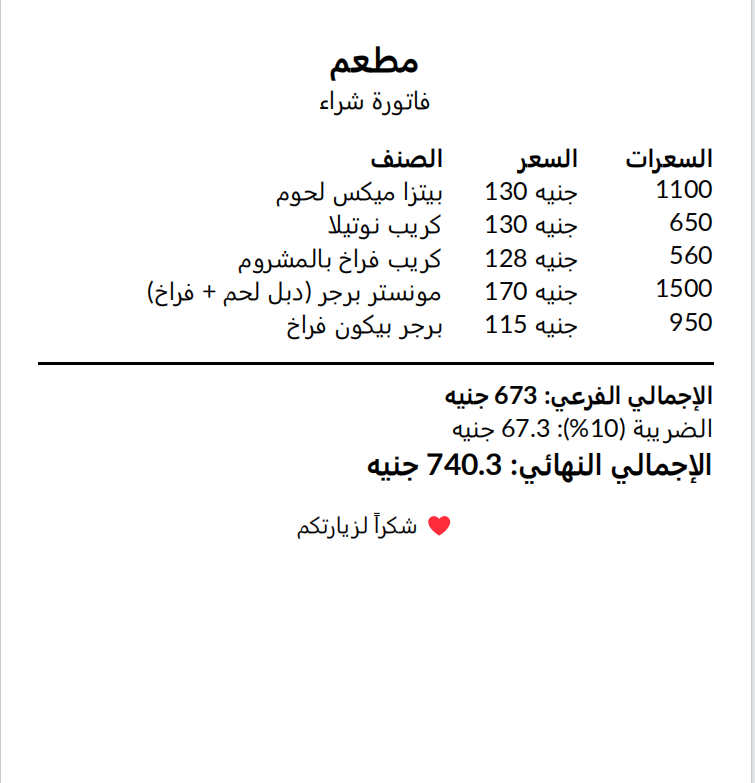 مطعم
فاتورة شراء
السعرات السعر الصنف
1100 130 جنيه بيتزا ميكس لحوم
650 130 جنيه كريب نوتيلا
560 128 جنيه كريب فراخ بالمشروم
1500 170 جنيه مونستر برجر (دبل لحم + فراخ)
950 115 جنيه برجر بيكون فراخ
الإجمالي الفرعي: 673 جنيه
الضريبة (10%): 67.3 جنيه
الإجمالي النهائي: 740.3 جنيه
❤️ شكراً لزيارتكم